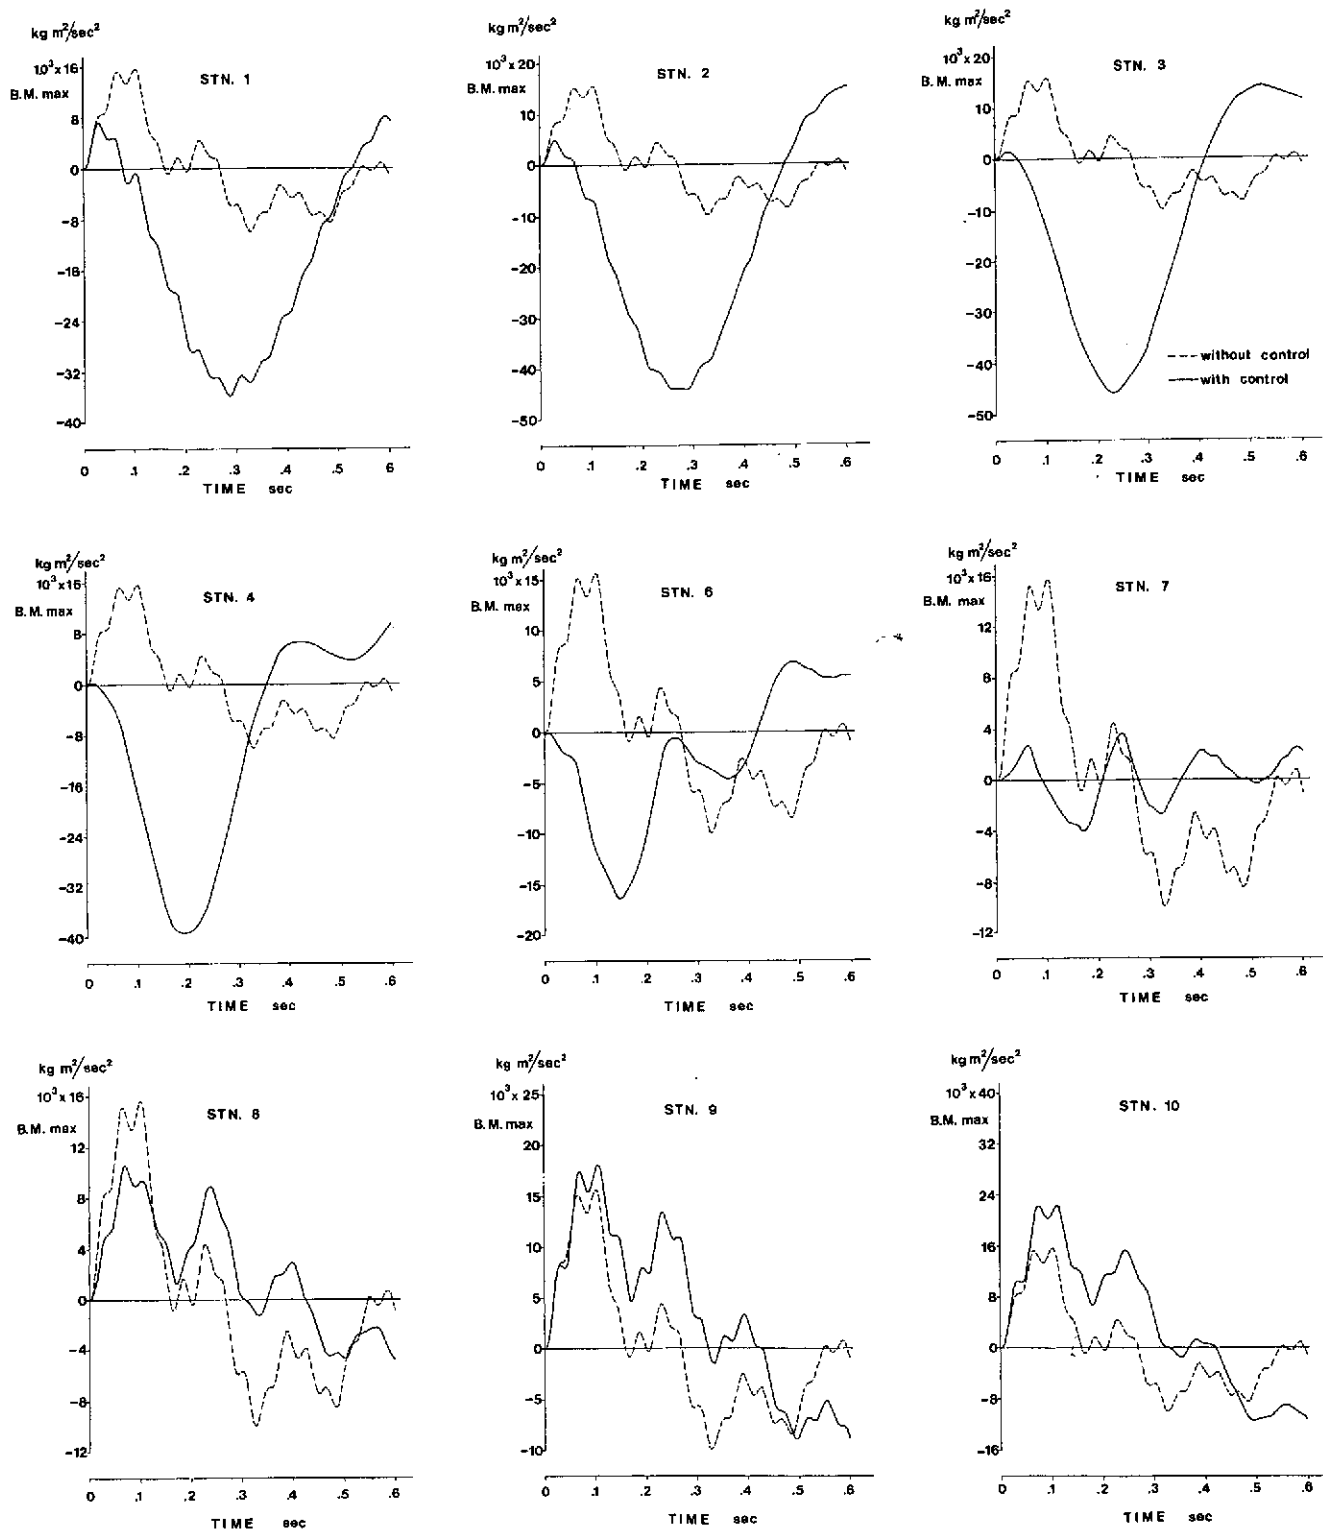 kg m²/sec²
10³ x 16
B.M. max
STN. 1
8
0
-8
-16
-24
-32
-40
0 .1 .2 .3 .4 .5 .6
TIME sec
kg m²/sec²
10³ x 20
B.M. max
STN. 2
10
0
-10
-20
-30
-40
-50
0 .1 .2 .3 .4 .5 .6
TIME sec
kg m²/sec²
10³ x 20
B.M. max
STN. 3
10
0
-10
-20
-30
-40
-50
without control
with control
0 .1 .2 .3 .4 .5 .6
TIME sec
kg m²/sec²
10³ x 16
B.M. max
STN. 4
8
0
-8
-16
-24
-32
-40
0 .1 .2 .3 .4 .5 .6
TIME sec
kg m²/sec²
10³ x 15
B.M. max
STN. 6
10
5
0
-5
-10
-15
-20
0 .1 .2 .3 .4 .5 .6
TIME sec
kg m²/sec²
10³ x 16
B.M. max
STN. 7
12
8
4
0
-4
-8
-12
0 .1 .2 .3 .4 .5 .6
TIME sec
kg m²/sec²
10³ x 16
B.M. max
STN. 8
12
8
4
0
-4
-8
-12
0 .1 .2 .3 .4 .5 .6
TIME sec
kg m²/sec²
10³ x 25
B.M. max
STN. 9
20
15
10
5
0
-5
-10
0 .1 .2 .3 .4 .5 .6
TIME sec
kg m²/sec²
10³ x 40
B.M. max
STN. 10
32
24
16
8
0
-8
-16
0 .1 .2 .3 .4 .5 .6
TIME sec